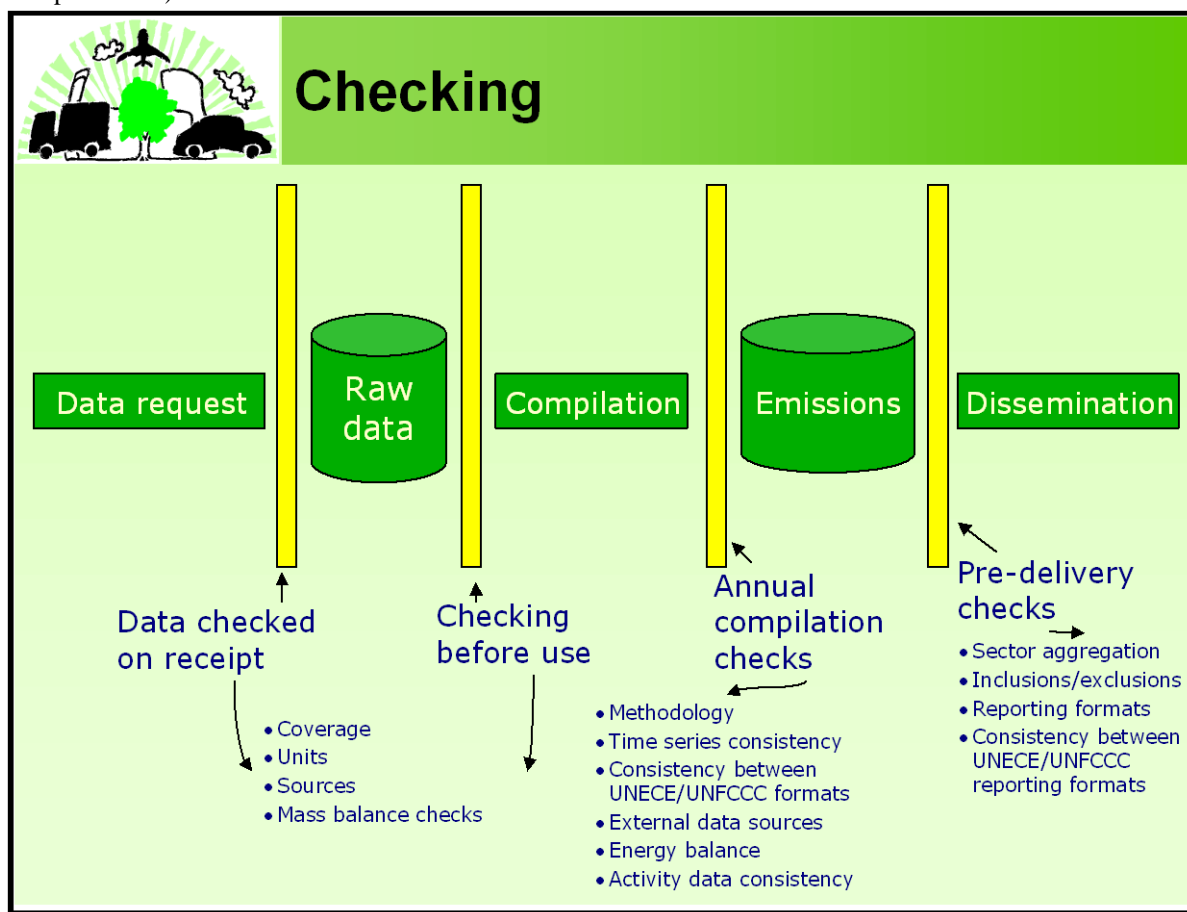 Checking
Data request
Raw
data
Compilation
Emissions
Dissemination
Data checked
on receipt
• Coverage
• Units
• Sources
• Mass balance checks
Checking
before use
Annual
compilation
checks
• Methodology
• Time series consistency
• Consistency between
UNECE/UNFCCC formats
• External data sources
• Energy balance
• Activity data consistency
Pre-delivery
checks
• Sector aggregation
• Inclusions/exclusions
• Reporting formats
• Consistency between
UNECE/UNFCCC
reporting formats